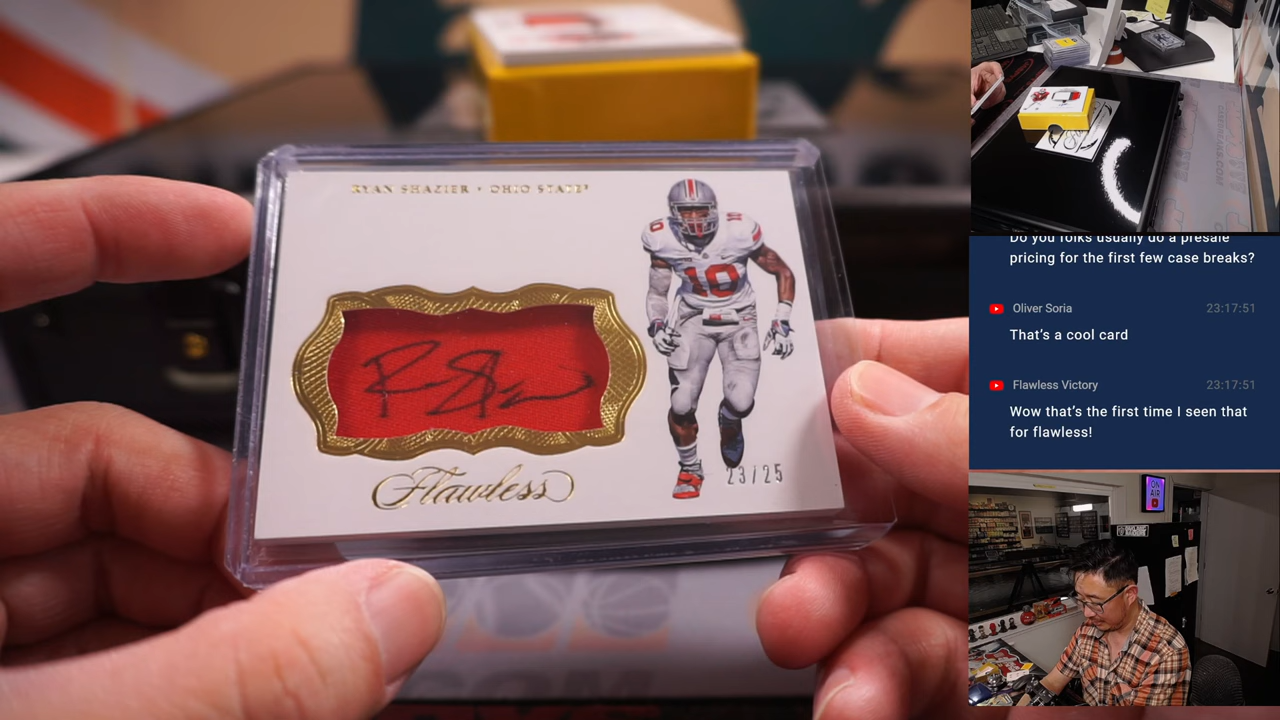 RYAN SHAZIER • OHIO STATE®
10
10
10
Flawless
23/25
Do you folks usually do a presale
pricing for the first few case breaks?
Oliver Soria
23:17:51
That's a cool card
Flawless Victory
23:17:51
Wow that's the first time I seen that
for flawless!
ON
AIR